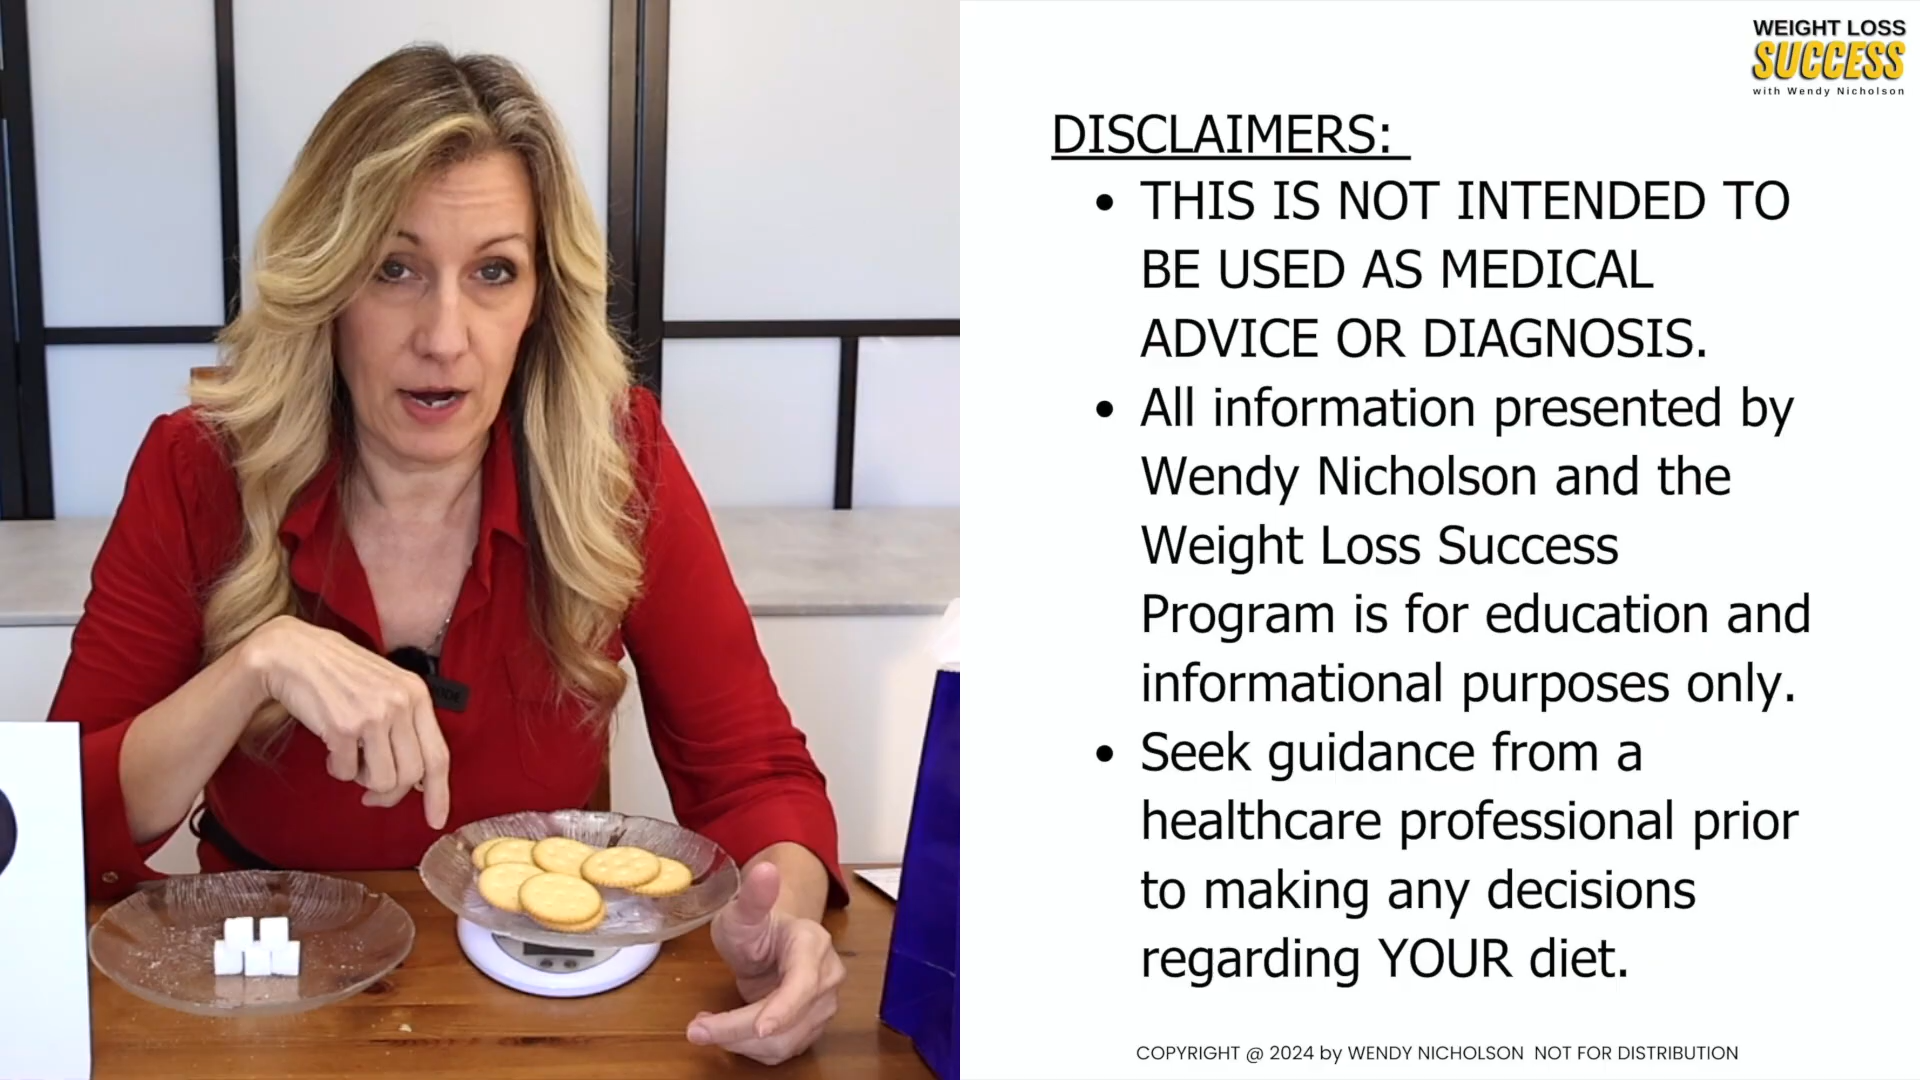 WEIGHT LOSS
SUCCESS
with Wendy Nicholson
DISCLAIMERS:
• THIS IS NOT INTENDED TO
BE USED AS MEDICAL
ADVICE OR DIAGNOSIS.
• All information presented by
Wendy Nicholson and the
Weight Loss Success
Program is for education and
informational purposes only.
• Seek guidance from a
healthcare professional prior
to making any decisions
regarding YOUR diet.
COPYRIGHT @ 2024 by WENDY NICHOLSON NOT FOR DISTRIBUTION